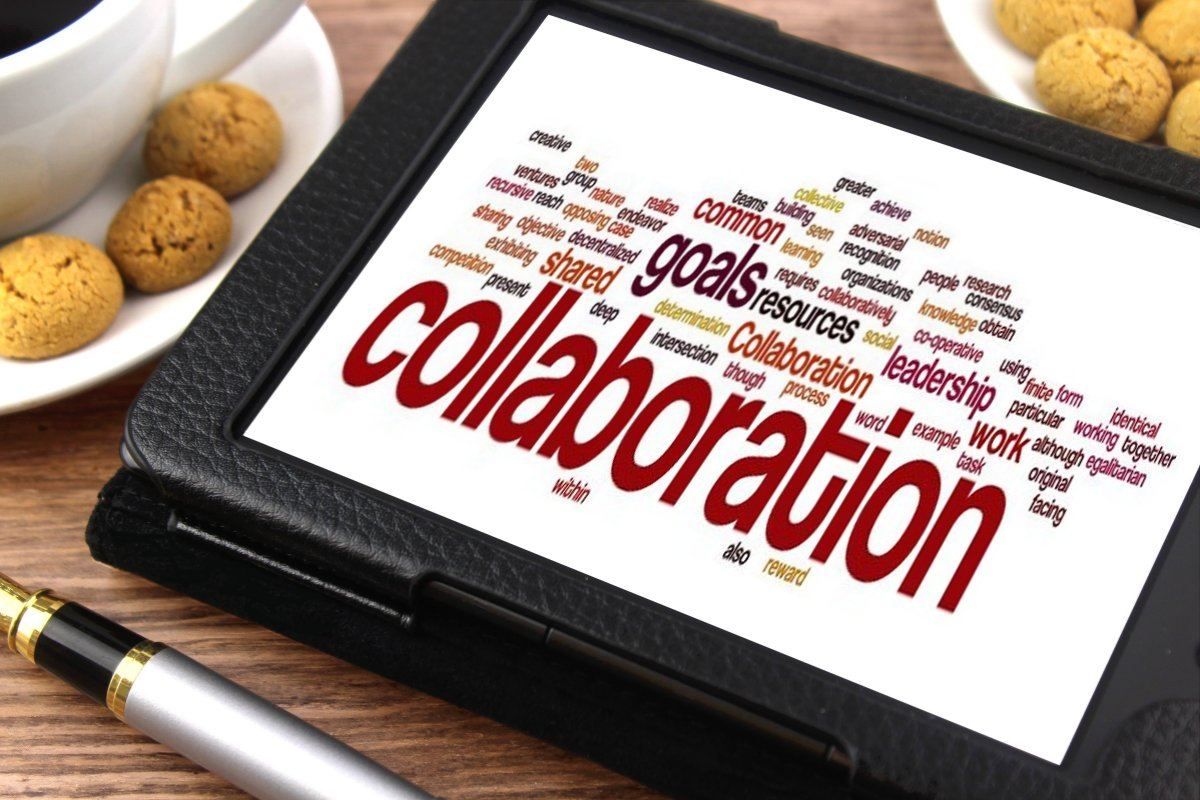 creative
two
ventures group
recursive reach nature realize
sharing objective opposing case endeavor
competition exhibiting decentralized
present shared
teams building collective greater achieve
common learning seen adversarial notion
goals requires recognition
resources collaboratively organizations people research
knowledge consensus
obtain
deep determination social co-operative
intersection Collaboration leadership using
though process finite form
collaboration
word example work particular working identical
task although together
original egalitarian
facing
within
also reward